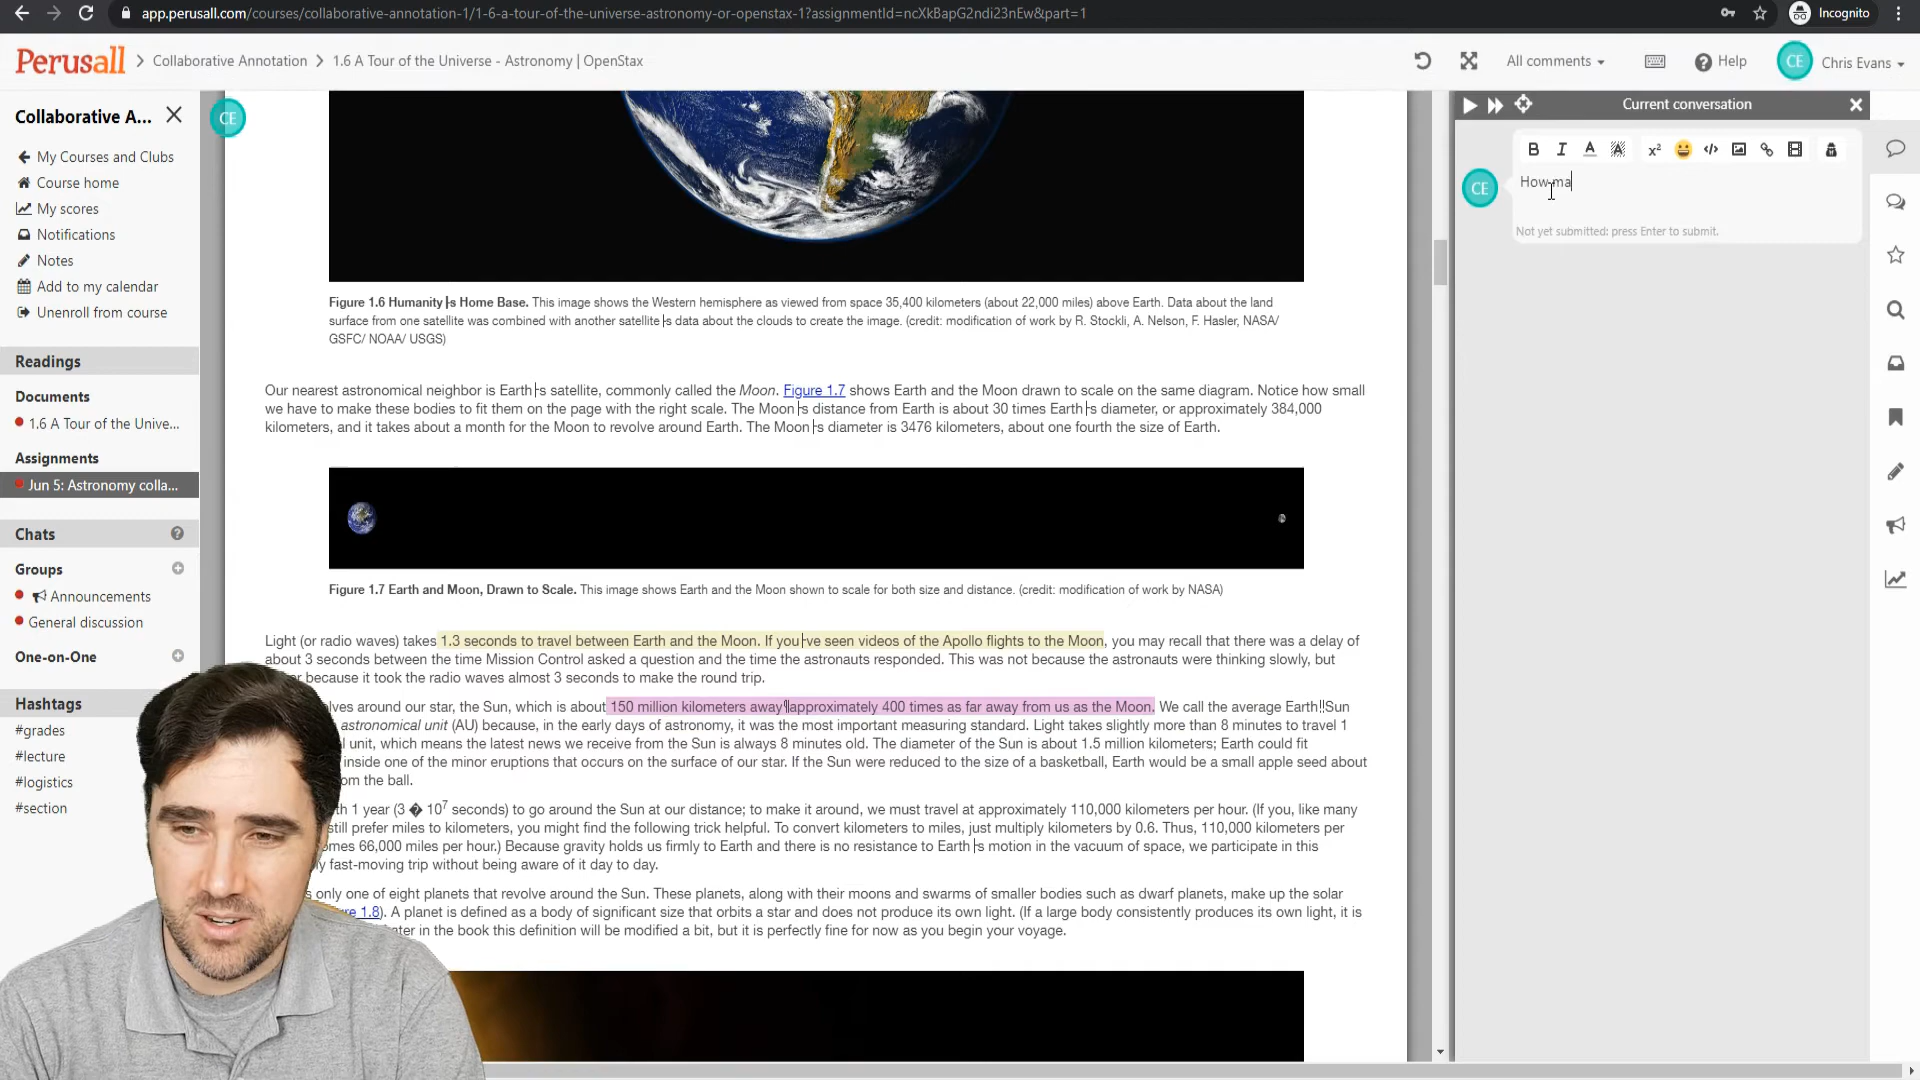 app.perusall.com/courses/collaborative-annotation-1/1-6-a-tour-of-the-universe-astronomy-or-openstax-1?assignmentId=ncXkBapG2ndi23nEw&part=1
Incognito
Perusall
Collaborative Annotation
1.6 A Tour of the Universe - Astronomy | OpenStax
All comments
Help
CE
Chris Evans
Collaborative A...
My Courses and Clubs
Course home
My scores
Notifications
Notes
Add to my calendar
Unenroll from course
Readings
Documents
1.6 A Tour of the Unive...
Assignments
Jun 5: Astronomy colla...
Chats
Groups
Announcements
General discussion
One-on-One
Hashtags
#grades
#lecture
#logistics
#section
CE
Figure 1.6 Humanity├s Home Base. This image shows the Western hemisphere as viewed from space 35,400 kilometers (about 22,000 miles) above Earth. Data about the land
surface from one satellite was combined with another satellite├s data about the clouds to create the image. (credit: modification of work by R. Stockli, A. Nelson, F. Hasler, NASA/
GSFC/ NOAA/ USGS)
Our nearest astronomical neighbor is Earth├s satellite, commonly called the Moon. Figure 1.7 shows Earth and the Moon drawn to scale on the same diagram. Notice how small
we have to make these bodies to fit them on the page with the right scale. The Moon├s distance from Earth is about 30 times Earth├s diameter, or approximately 384,000
kilometers, and it takes about a month for the Moon to revolve around Earth. The Moon├s diameter is 3476 kilometers, about one fourth the size of Earth.
Figure 1.7 Earth and Moon, Drawn to Scale. This image shows Earth and the Moon shown to scale for both size and distance. (credit: modification of work by NASA)
Light (or radio waves) takes 1.3 seconds to travel between Earth and the Moon. If you├ve seen videos of the Apollo flights to the Moon, you may recall that there was a delay of
about 3 seconds between the time Mission Control asked a question and the time the astronauts responded. This was not because the astronauts were thinking slowly, but
because it took the radio waves almost 3 seconds to make the round trip.
around our star, the Sun, which is about 150 million kilometers away¶approximately 400 times as far away from us as the Moon. We call the average Earth‼Sun
astronomical unit (AU) because, in the early days of astronomy, it was the most important measuring standard. Light takes slightly more than 8 minutes to travel 1
unit, which means the latest news we receive from the Sun is always 8 minutes old. The diameter of the Sun is about 1.5 million kilometers; Earth could fit
inside one of the minor eruptions that occurs on the surface of our star. If the Sun were reduced to the size of a basketball, Earth would be a small apple seed about
the ball.
1 year (3 � 10⁷ seconds) to go around the Sun at our distance; to make it around, we must travel at approximately 110,000 kilometers per hour. (If you, like many
still prefer miles to kilometers, you might find the following trick helpful. To convert kilometers to miles, just multiply kilometers by 0.6. Thus, 110,000 kilometers per
66,000 miles per hour.) Because gravity holds us firmly to Earth and there is no resistance to Earth├s motion in the vacuum of space, we participate in this
fast-moving trip without being aware of it day to day.
only one of eight planets that revolve around the Sun. These planets, along with their moons and swarms of smaller bodies such as dwarf planets, make up the solar
1.8). A planet is defined as a body of significant size that orbits a star and does not produce its own light. (If a large body consistently produces its own light, it is
in the book this definition will be modified a bit, but it is perfectly fine for now as you begin your voyage.
Current conversation
CE
How ma
Not yet submitted: press Enter to submit.